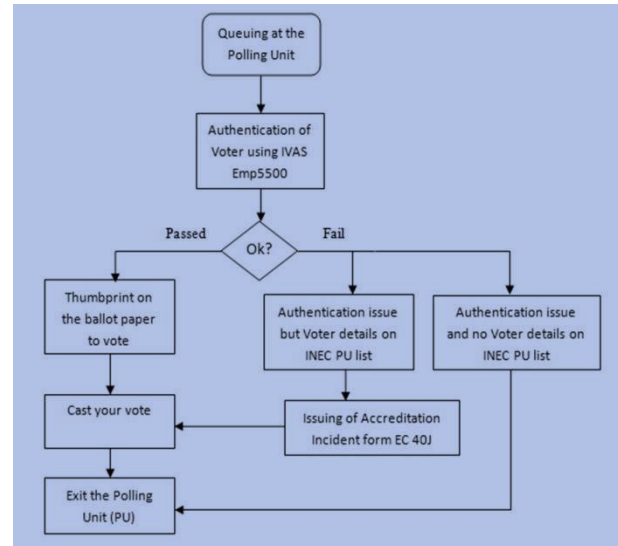 Queuing at the
Polling Unit
Authentication of
Voter using IVAS
Emp5500
Passed
Ok?
Fail
Thumbprint on
the ballot paper
to vote
Authentication issue
but Voter details on
INEC PU list
Authentication issue
and no Voter details on
INEC PU list
Cast your vote
Issuing of Accreditation
Incident form EC 40J
Exit the Polling
Unit (PU)